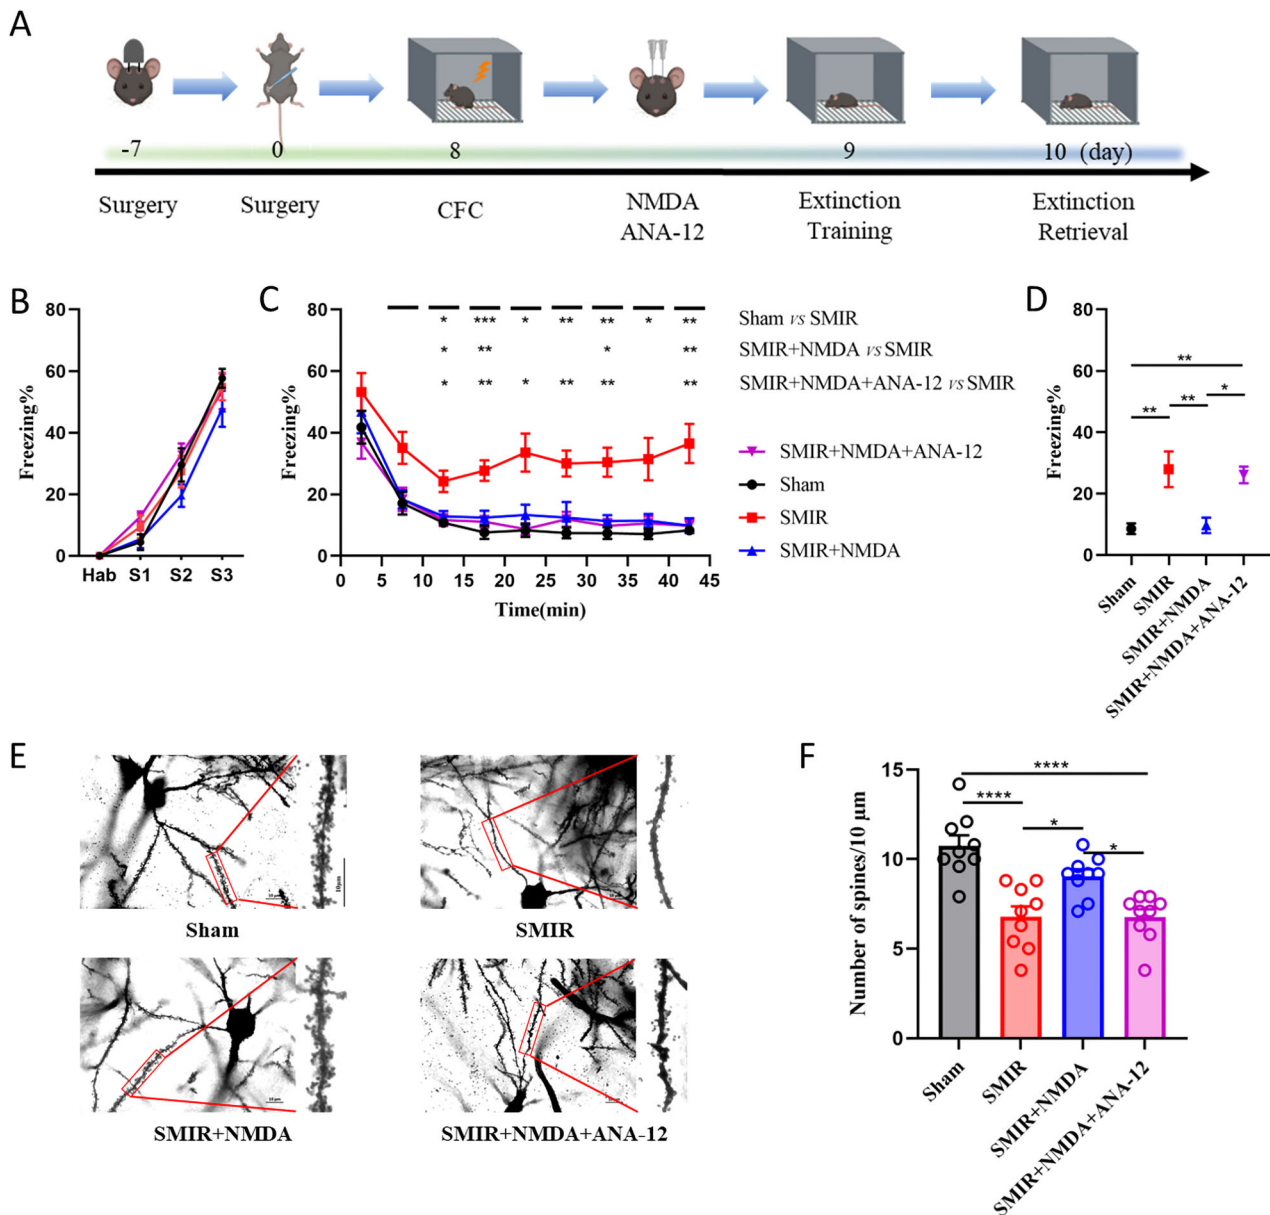 A
-7 0 8 9 10 (day)
Surgery Surgery CFC NMDA Extinction Extinction
ANA-12 Training Retrieval
B
Freezing%
80
60
40
20
0
Hab S1 S2 S3
C
Freezing%
80
60
40
20
0
0 5 10 15 20 25 30 35 40 45
Time(min)
* *** * ** ** * ** Sham vs SMIR
* ** * ** SMIR+NMDA vs SMIR
* ** * ** ** ** SMIR+NMDA+ANA-12 vs SMIR
SMIR+NMDA+ANA-12
Sham
SMIR
SMIR+NMDA
D
Freezing%
80
60
40
20
0
**
*
**
**
Sham
SMIR
SMIR+NMDA
SMIR+NMDA+ANA-12
E
10μm
Sham
SMIR
SMIR+NMDA
SMIR+NMDA+ANA-12
F
Number of spines/10 μm
15
10
5
0
****
****
*
*
Sham
SMIR
SMIR+NMDA
SMIR+NMDA+ANA-12